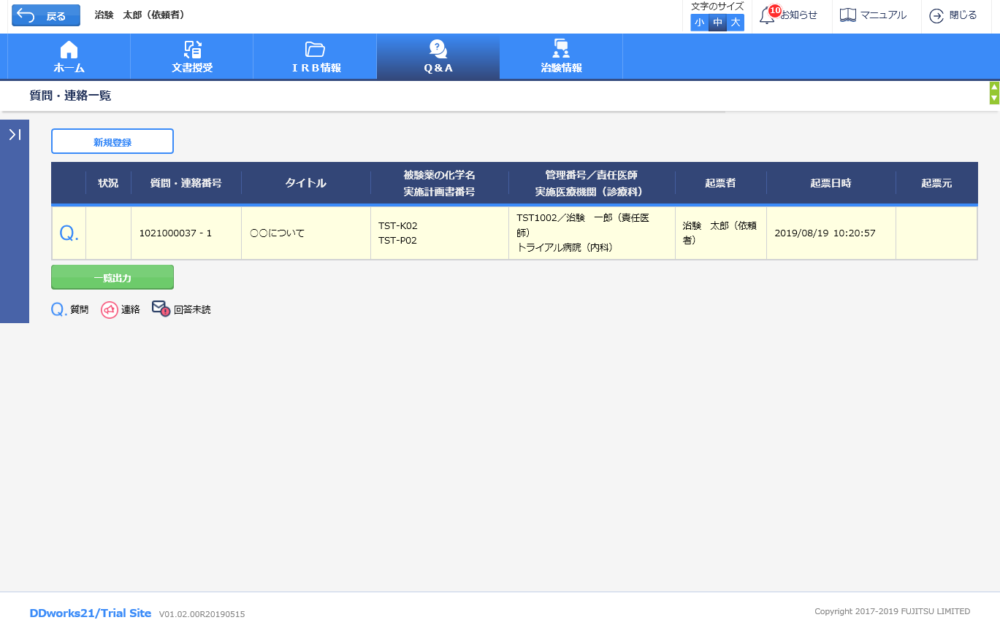 戻る
治験　太郎（依頼者）
文字のサイズ
小 中 大
10
お知らせ
マニュアル
閉じる
ホーム
文書授受
ＩＲＢ情報
Q&A
治験情報
質問・連絡一覧
新規登録
状況
質問・連絡番号
タイトル
被験薬の化学名
実施計画書番号
管理番号／責任医師
実施医療機関（診療科）
起票者
起票日時
起票元
Q.
1021000037 - 1
○○について
TST-K02
TST-P02
TST1002／治験　一郎（責任医
師）
トライアル病院（内科）
治験　太郎（依頼
者）
2019/08/19 10:20:57
一覧出力
Q. 質問
連絡
回答未読
DDworks21/Trial Site V01.02.00R20190515
Copyright 2017-2019 FUJITSU LIMITED